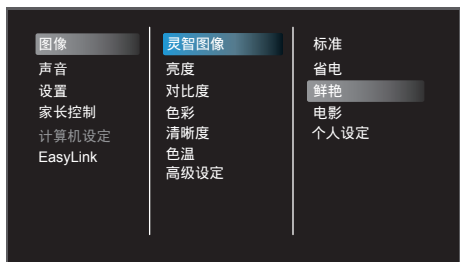 图像
声音
设置
家长控制
计算机设定
EasyLink
灵智图像
亮度
对比度
色彩
清晰度
色温
高级设定
标准
省电
鲜艳
电影
个人设定